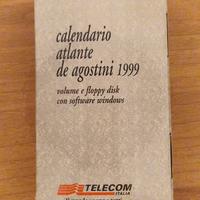 calendario
atlante
de agostini 1999
volume e floppy disk
con software windows
TELECOM
ITALIA